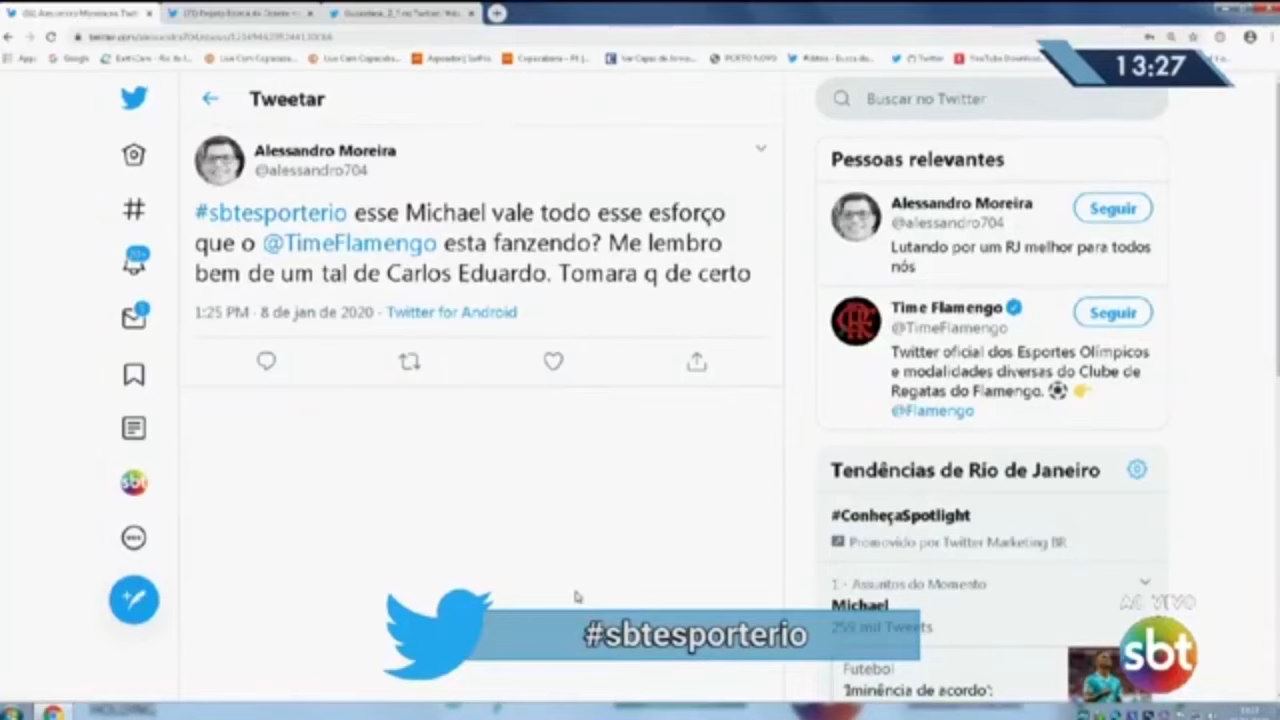 13:27
Tweetar
Buscar no Twitter
Alessandro Moreira
@alessandro704
#sbtesporterio esse Michael vale todo esse esforço
que o @TimeFlamengo esta fanzendo? Me lembro
bem de um tal de Carlos Eduardo. Tomara q de certo
1:25 PM · 8 de jan de 2020 · Twitter for Android
Pessoas relevantes
Alessandro Moreira
@alessandro704
Seguir
Lutando por um RJ melhor para todos
nós
Time Flamengo
@TimeFlamengo
Seguir
Twitter oficial dos Esportes Olímpicos
e modalidades diversas do Clube de
Regatas do Flamengo.
@Flamengo
Tendências de Rio de Janeiro
#ConheçaSpotlight
Promovido por Twitter Marketing BR
1 · Assuntos do Momento
Michael
259 mil Tweets
Futebol
'Iminência de acordo':
sbt
#sbtesporterio
AO VIVO
sbt